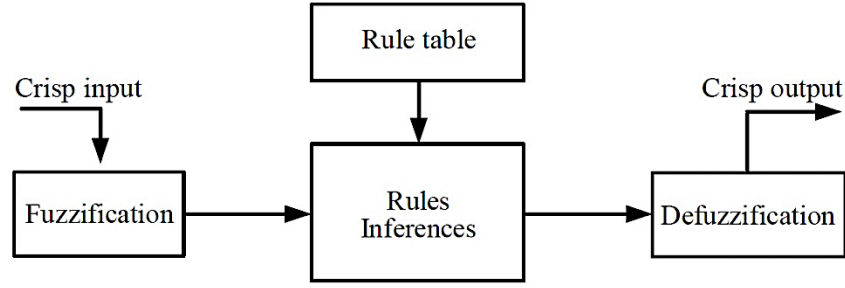 Rule table
Crisp input
Crisp output
Fuzzification
Rules
Inferences
Defuzzification